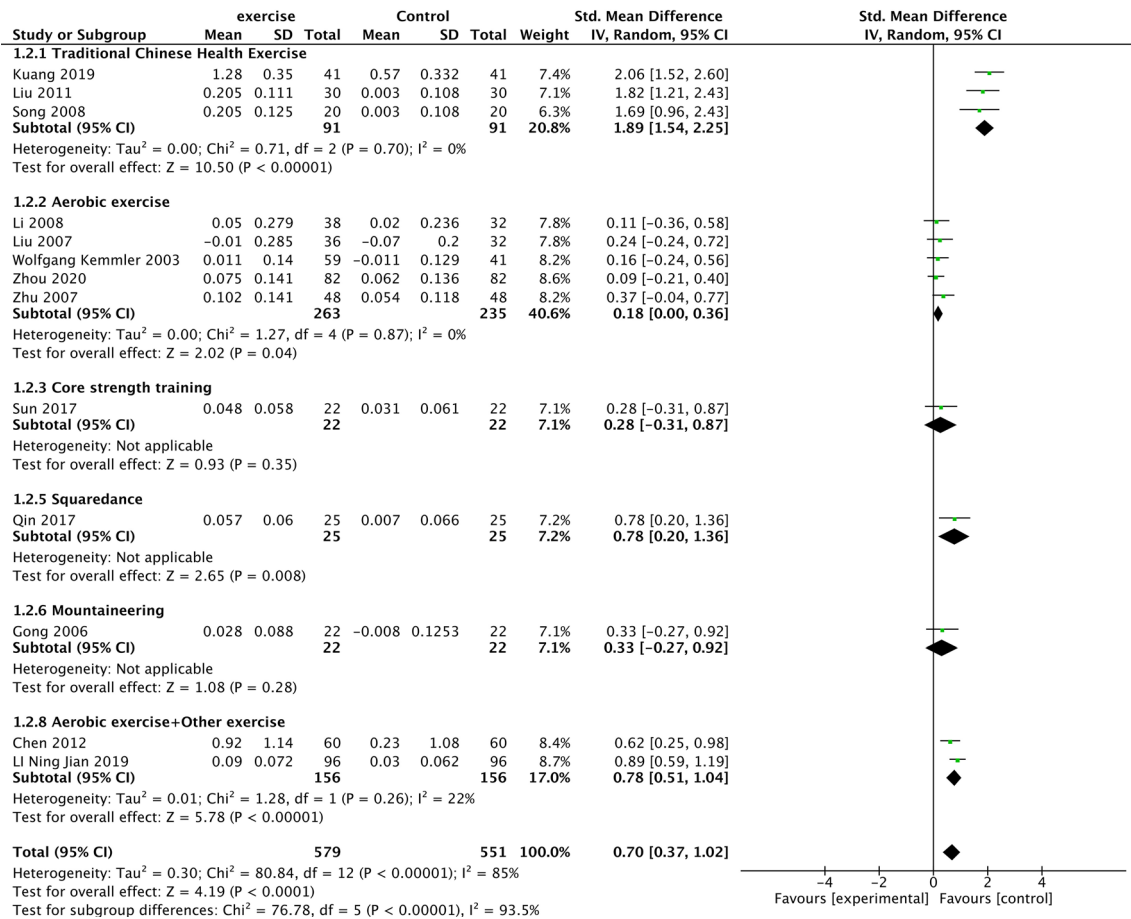 exercise Control Std. Mean Difference Std. Mean Difference
Study or Subgroup Mean SD Total Mean SD Total Weight IV, Random, 95% CI IV, Random, 95% CI
1.2.1 Traditional Chinese Health Exercise
Kuang 2019 1.28 0.35 41 0.57 0.332 41 7.4% 2.06 [1.52, 2.60]
Liu 2011 0.205 0.111 30 0.003 0.108 30 7.1% 1.82 [1.21, 2.43]
Song 2008 0.205 0.125 20 0.003 0.108 20 6.3% 1.69 [0.96, 2.43]
Subtotal (95% CI) 91 91 20.8% 1.89 [1.54, 2.25]
Heterogeneity: Tau² = 0.00; Chi² = 0.71, df = 2 (P = 0.70); I² = 0%
Test for overall effect: Z = 10.50 (P < 0.00001)
1.2.2 Aerobic exercise
Li 2008 0.05 0.279 38 0.02 0.236 32 7.8% 0.11 [−0.36, 0.58]
Liu 2007 −0.01 0.285 36 −0.07 0.2 32 7.8% 0.24 [−0.24, 0.72]
Wolfgang Kemmler 2003 0.011 0.14 59 −0.011 0.129 41 8.2% 0.16 [−0.24, 0.56]
Zhou 2020 0.075 0.141 82 0.062 0.136 82 8.6% 0.09 [−0.21, 0.40]
Zhu 2007 0.102 0.141 48 0.054 0.118 48 8.2% 0.37 [−0.04, 0.77]
Subtotal (95% CI) 263 235 40.6% 0.18 [0.00, 0.36]
Heterogeneity: Tau² = 0.00; Chi² = 1.27, df = 4 (P = 0.87); I² = 0%
Test for overall effect: Z = 2.02 (P = 0.04)
1.2.3 Core strength training
Sun 2017 0.048 0.058 22 0.031 0.061 22 7.1% 0.28 [−0.31, 0.87]
Subtotal (95% CI) 22 22 7.1% 0.28 [−0.31, 0.87]
Heterogeneity: Not applicable
Test for overall effect: Z = 0.93 (P = 0.35)
1.2.5 Squaredance
Qin 2017 0.057 0.06 25 0.007 0.066 25 7.2% 0.78 [0.20, 1.36]
Subtotal (95% CI) 25 25 7.2% 0.78 [0.20, 1.36]
Heterogeneity: Not applicable
Test for overall effect: Z = 2.65 (P = 0.008)
1.2.6 Mountaineering
Gong 2006 0.028 0.088 22 −0.008 0.1253 22 7.1% 0.33 [−0.27, 0.92]
Subtotal (95% CI) 22 22 7.1% 0.33 [−0.27, 0.92]
Heterogeneity: Not applicable
Test for overall effect: Z = 1.08 (P = 0.28)
1.2.8 Aerobic exercise+Other exercise
Chen 2012 0.92 1.14 60 0.23 1.08 60 8.4% 0.62 [0.25, 0.98]
LI Ning Jian 2019 0.09 0.072 96 0.03 0.062 96 8.7% 0.89 [0.59, 1.19]
Subtotal (95% CI) 156 156 17.0% 0.78 [0.51, 1.04]
Heterogeneity: Tau² = 0.01; Chi² = 1.28, df = 1 (P = 0.26); I² = 22%
Test for overall effect: Z = 5.78 (P < 0.00001)
Total (95% CI) 579 551 100.0% 0.70 [0.37, 1.02]
Heterogeneity: Tau² = 0.30; Chi² = 80.84, df = 12 (P < 0.00001); I² = 85%
Test for overall effect: Z = 4.19 (P < 0.0001)
Test for subgroup differences: Chi² = 76.78, df = 5 (P < 0.00001), I² = 93.5%
−4 −2 0 2 4
Favours [experimental] Favours [control]